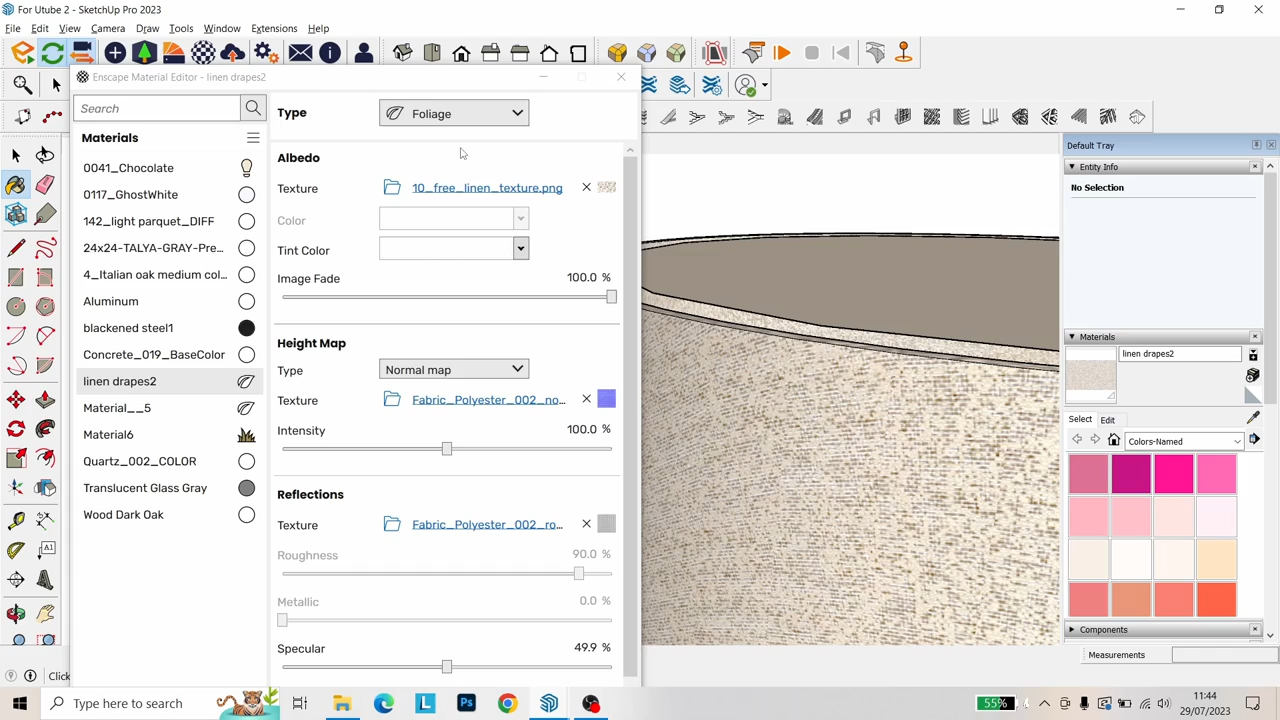 For Utube 2 - SketchUp Pro 2023
File Edit View Camera Draw Tools Window Extensions Help
Enscape Material Editor - linen drapes2
Search
Materials
0041_Chocolate
0117_GhostWhite
142_light parquet_DIFF
24x24-TALYA-GRAY-Pre...
4_Italian oak medium col...
Aluminum
blackened steel1
Concrete_019_BaseColor
linen drapes2
Material__5
Material6
Quartz_002_COLOR
Translucent Glass Gray
Wood Dark Oak
Type Foliage
Albedo
Texture 10_free_linen_texture.png
Color
Tint Color
Image Fade 100.0 %
Height Map
Type Normal map
Texture Fabric_Polyester_002_no...
Intensity 100.0 %
Reflections
Texture Fabric_Polyester_002_ro...
Roughness 90.0 %
Metallic 0.0 %
Specular 49.9 %
Default Tray
Entity Info
No Selection
Materials
linen drapes2
Select Edit
Colors-Named
Components
Click
Measurements
Type here to search
L
Ps
55%
11:44
29/07/2023